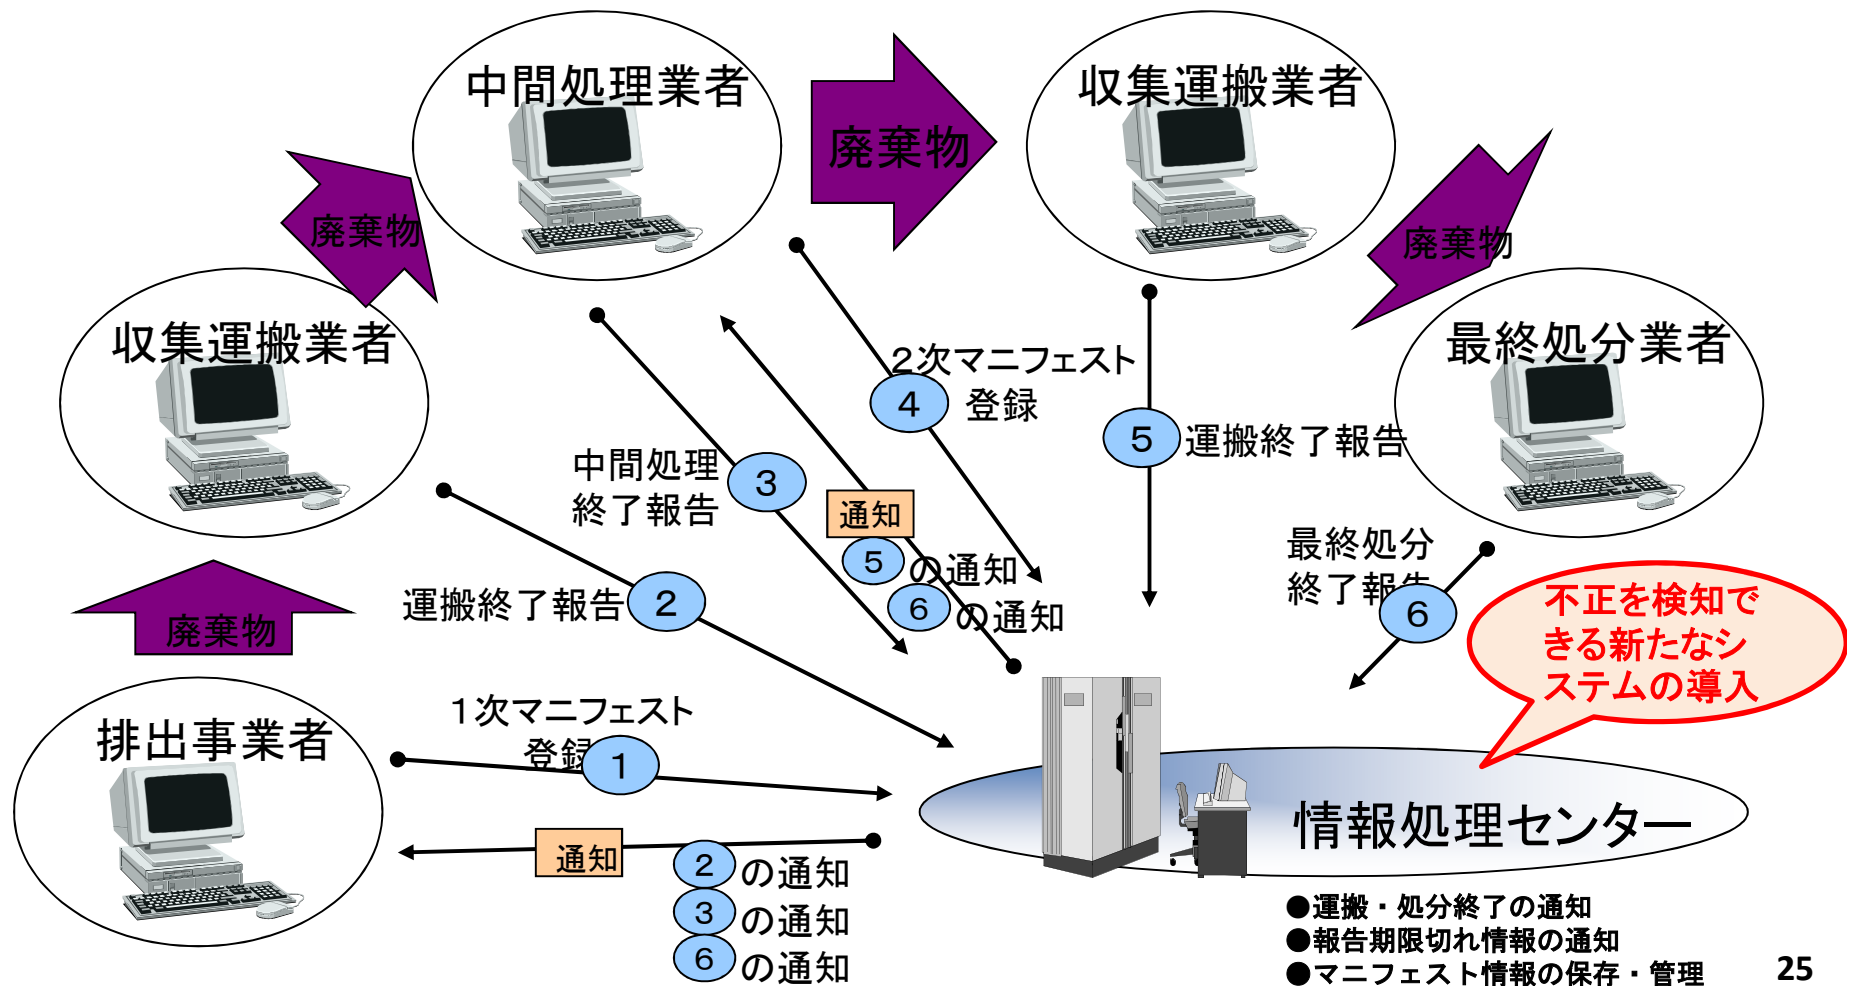 中間処理業者
廃棄物
収集運搬業者
廃棄物
廃棄物
収集運搬業者
最終処分業者
２次マニフェスト
④ 登録
⑤ 運搬終了報告
中間処理
終了報告
③
通知
⑤の通知
⑥の通知
最終処分
終了報告
⑥
運搬終了報告 ②
不正を検知で
きる新たなシ
ステムの導入
廃棄物
１次マニフェスト
登録
①
排出事業者
通知
②の通知
③の通知
⑥の通知
情報処理センター
●運搬・処分終了の通知
●報告期限切れ情報の通知
●マニフェスト情報の保存・管理
25